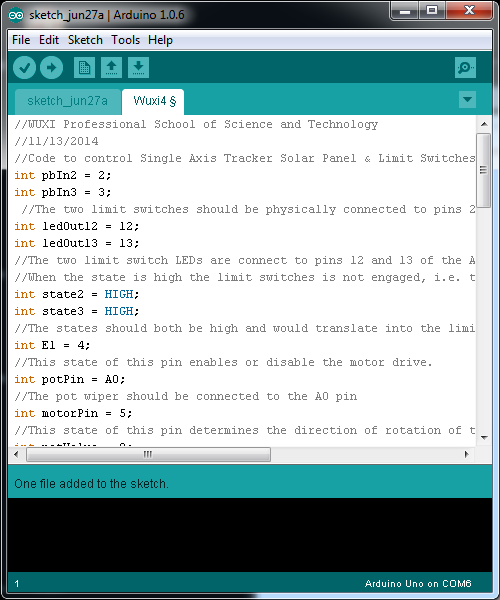 sketch_jun27a | Arduino 1.0.6
File Edit Sketch Tools Help
sketch_jun27a Wuxi4 §
//WUXI Professional School of Science and Technology
//11/13/2014
//Code to control Single Axis Tracker Solar Panel & Limit Switches
int pbIn2 = 2;
int pbIn3 = 3;
//The two limit switches should be physically connected to pins 2
int ledOut12 = 12;
int ledOut13 = 13;
//The two limit switch LEDs are connect to pins 12 and 13 of the A
//When the state is high the limit switches is not engaged, i.e. t
int state2 = HIGH;
int state3 = HIGH;
//The states should both be high and would translate into the limi
int E1 = 4;
//This state of this pin enables or disable the motor drive.
int potPin = A0;
//The pot wiper should be connected to the A0 pin
int motorPin = 5;
//This state of this pin determines the direction of rotation of t
int
One file added to the sketch.
1 Arduino Uno on COM6